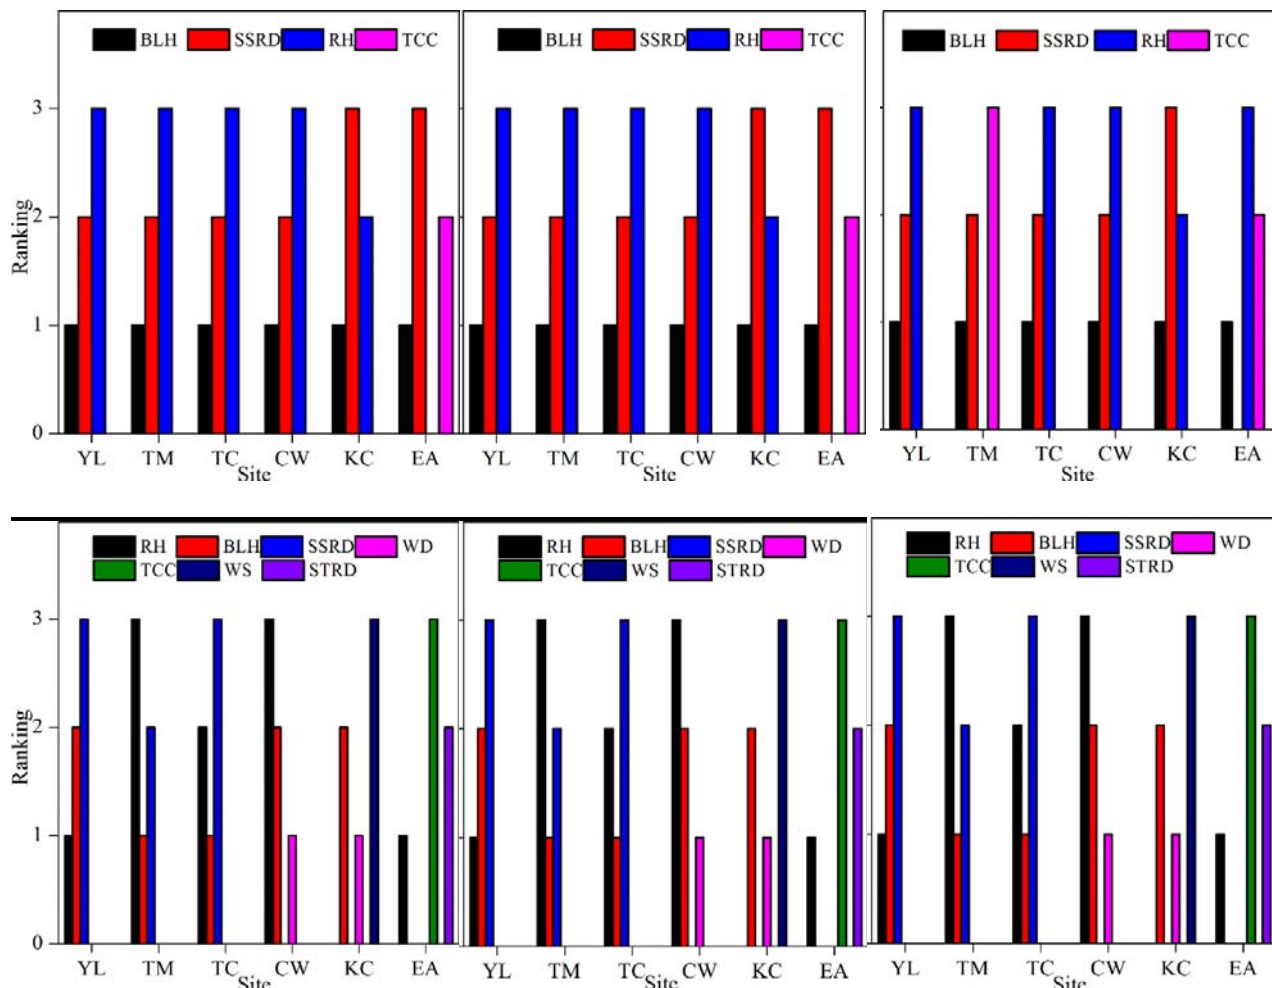 BLH SSRD RH TCC
Ranking
3
2
1
0
YL TM TC CW KC EA
Site
BLH SSRD RH TCC
YL TM TC CW KC EA
Site
BLH SSRD RH TCC
YL TM TC CW KC EA
Site
RH BLH SSRD WD
TCC WS STRD
Ranking
3
2
1
0
YL TM TC CW KC EA
Site
RH BLH SSRD WD
TCC WS STRD
YL TM TC CW KC EA
Site
RH BLH SSRD WD
TCC WS STRD
YL TM TC CW KC EA
Site